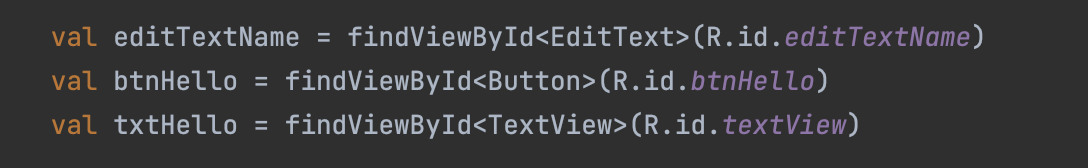 val editTextName = findViewById<EditText>(R.id.editTextName)
val btnHello = findViewById<Button>(R.id.btnHello)
val txtHello = findViewById<TextView>(R.id.textView)